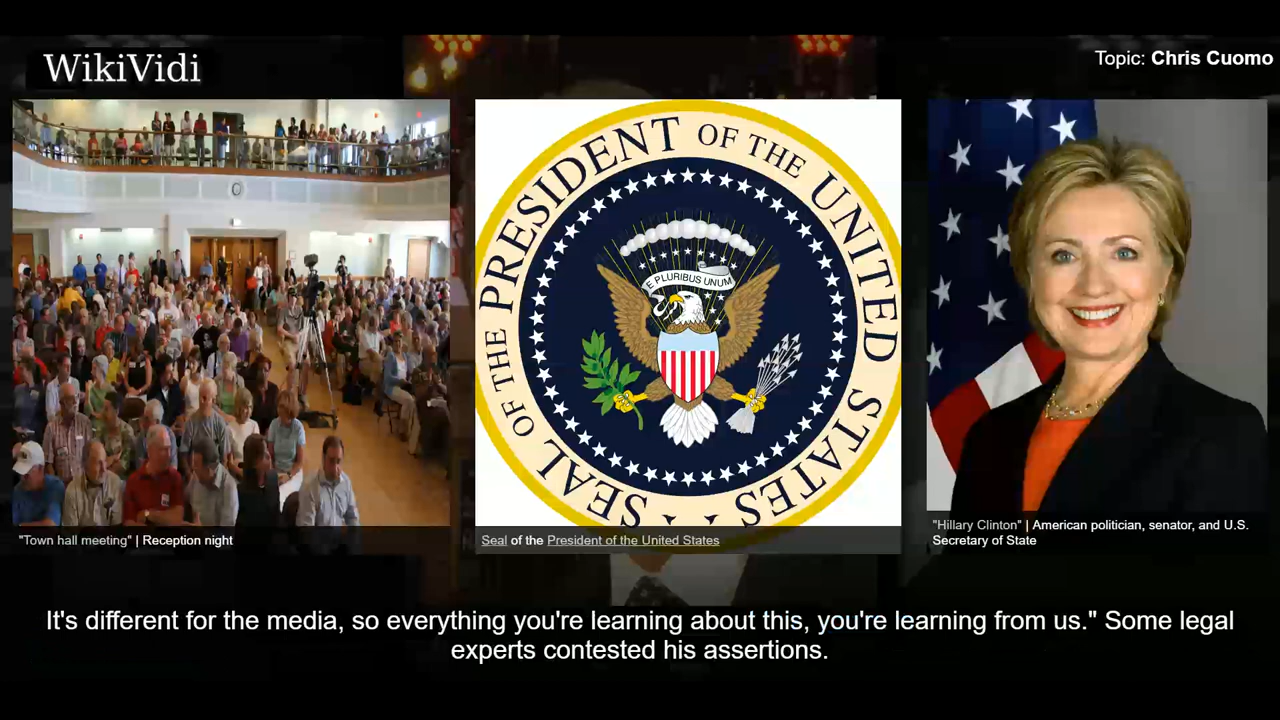 WikiVidi
Topic: Chris Cuomo
SEAL OF THE PRESIDENT OF THE UNITED STATES
E PLURIBUS UNUM
"Town hall meeting" | Reception night
Seal of the President of the United States
"Hillary Clinton" | American politician, senator, and U.S.
Secretary of State
It's different for the media, so everything you're learning about this, you're learning from us." Some legal
experts contested his assertions.